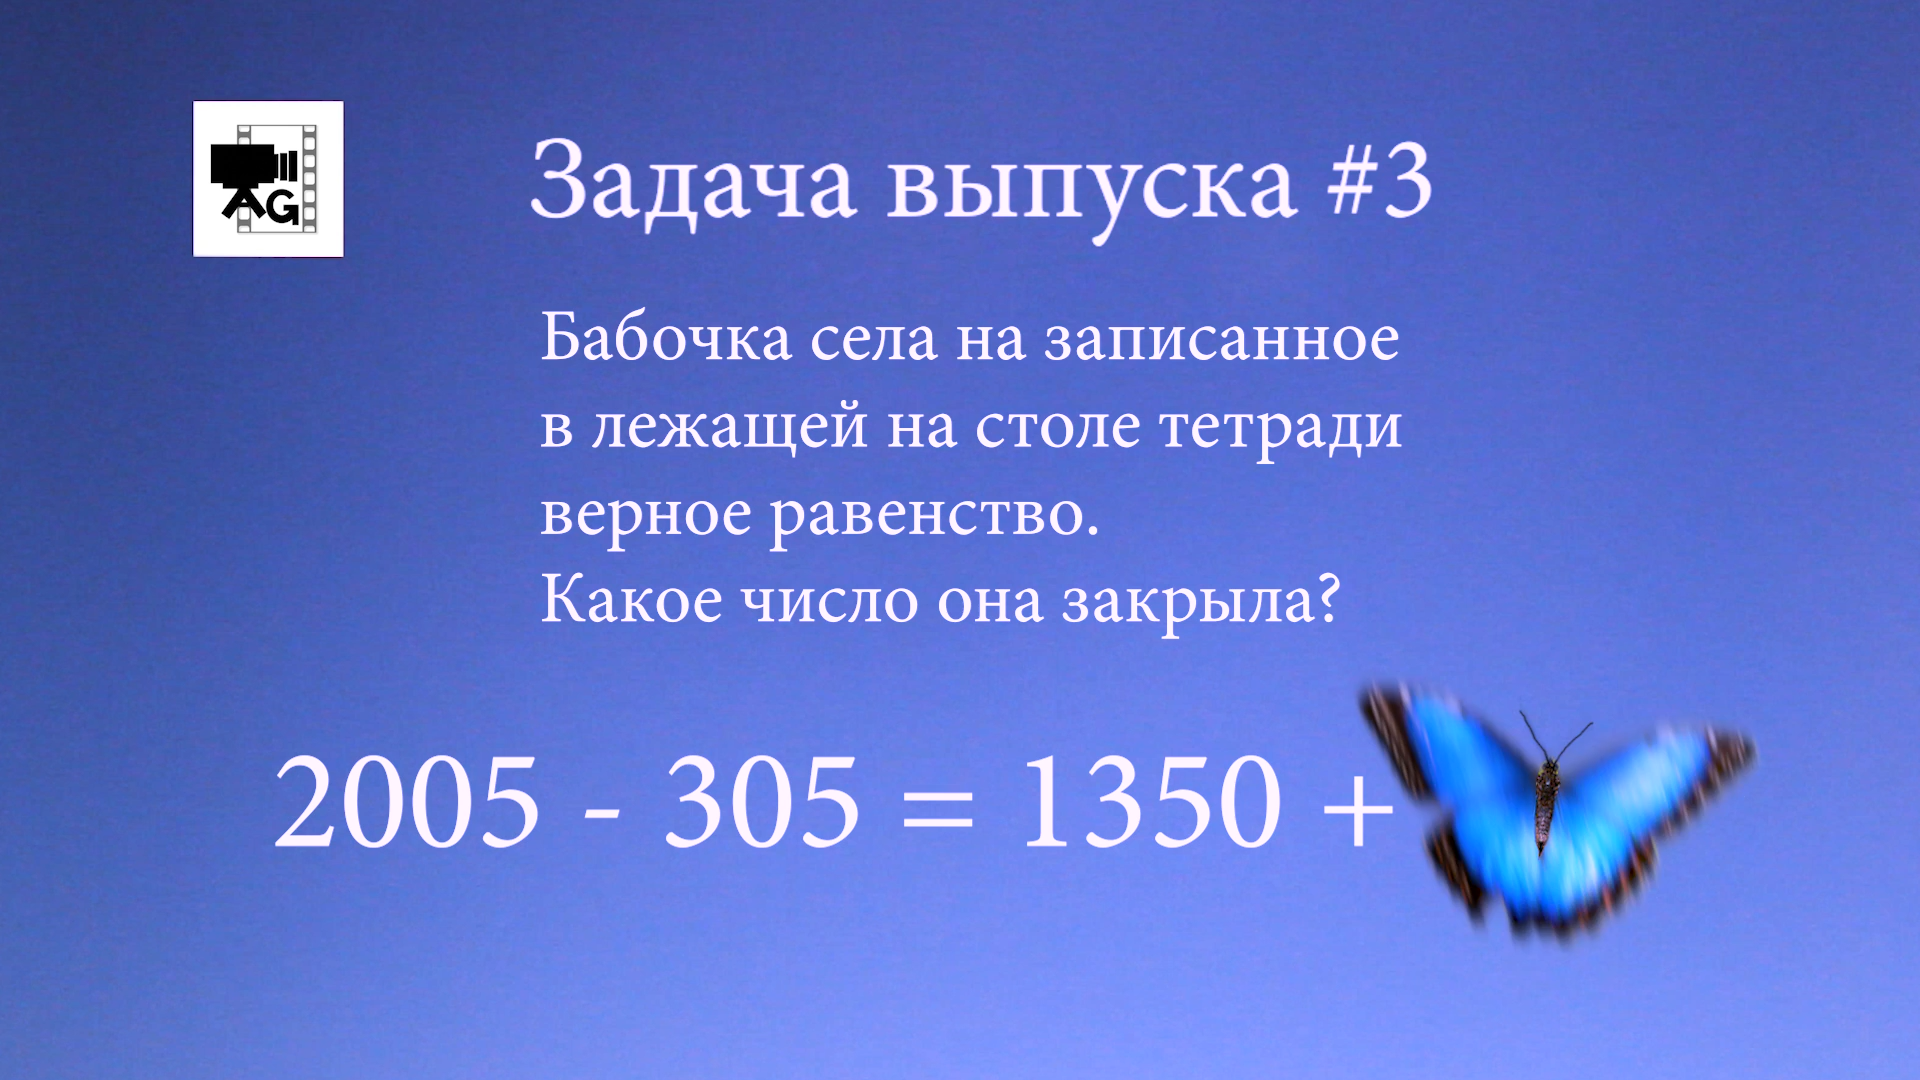 AG
Задача выпуска #3
Бабочка села на записанное
в лежащей на столе тетради
верное равенство.
Какое число она закрыла?
2005 - 305 = 1350 +